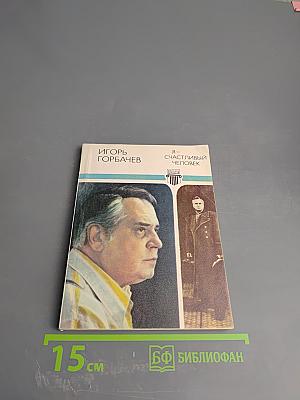 ИГОРЬ
ГОРБАЧЕВ
Я—
СЧАСТЛИВЫЙ
ЧЕЛОВЕК
15 см
БФ БИБЛИОФАН